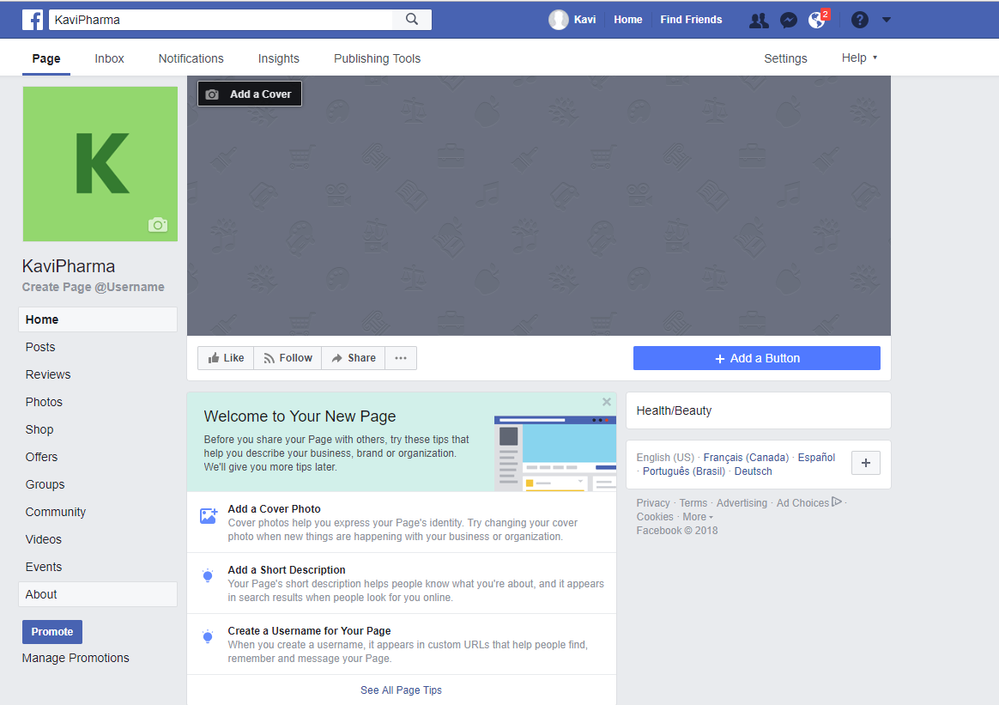 KaviPharma
Kavi Home Find Friends 2 ?
Page Inbox Notifications Insights Publishing Tools Settings Help
Add a Cover
K
KaviPharma
Create Page @Username
Home
Posts
Reviews
Photos
Shop
Offers
Groups
Community
Videos
Events
About
Promote
Manage Promotions
Like Follow Share ...
+ Add a Button
Welcome to Your New Page
Before you share your Page with others, try these tips that
help you describe your business, brand or organization.
We'll give you more tips later.
Add a Cover Photo
Cover photos help you express your Page's identity. Try changing your cover
photo when new things are happening with your business or organization.
Add a Short Description
Your Page's short description helps people know what you're about, and it appears
in search results when people look for you online.
Create a Username for Your Page
When you create a username, it appears in custom URLs that help people find,
remember and message your Page.
See All Page Tips
Health/Beauty
English (US) · Français (Canada) · Español
· Português (Brasil) · Deutsch
+
Privacy · Terms · Advertising · Ad Choices ·
Cookies · More
Facebook © 2018